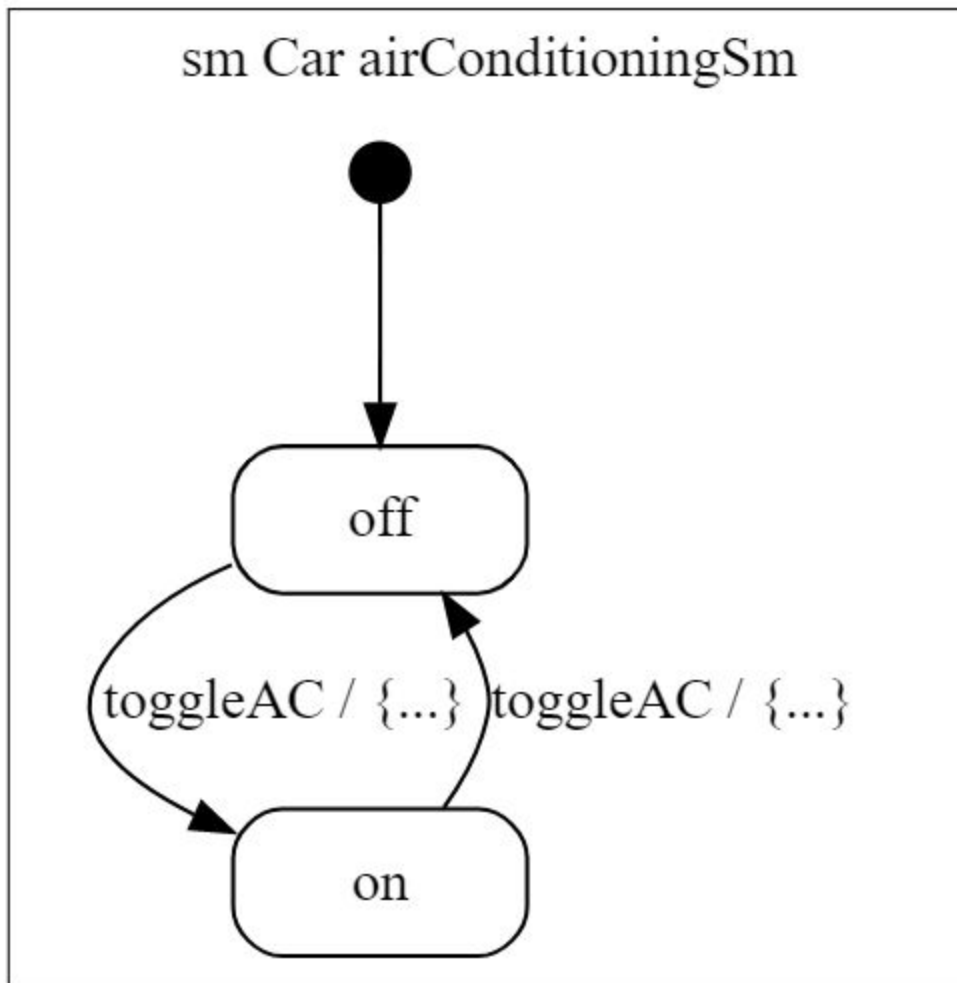 sm Car airConditioningSm
off
toggleAC / {...} toggleAC / {...}
on